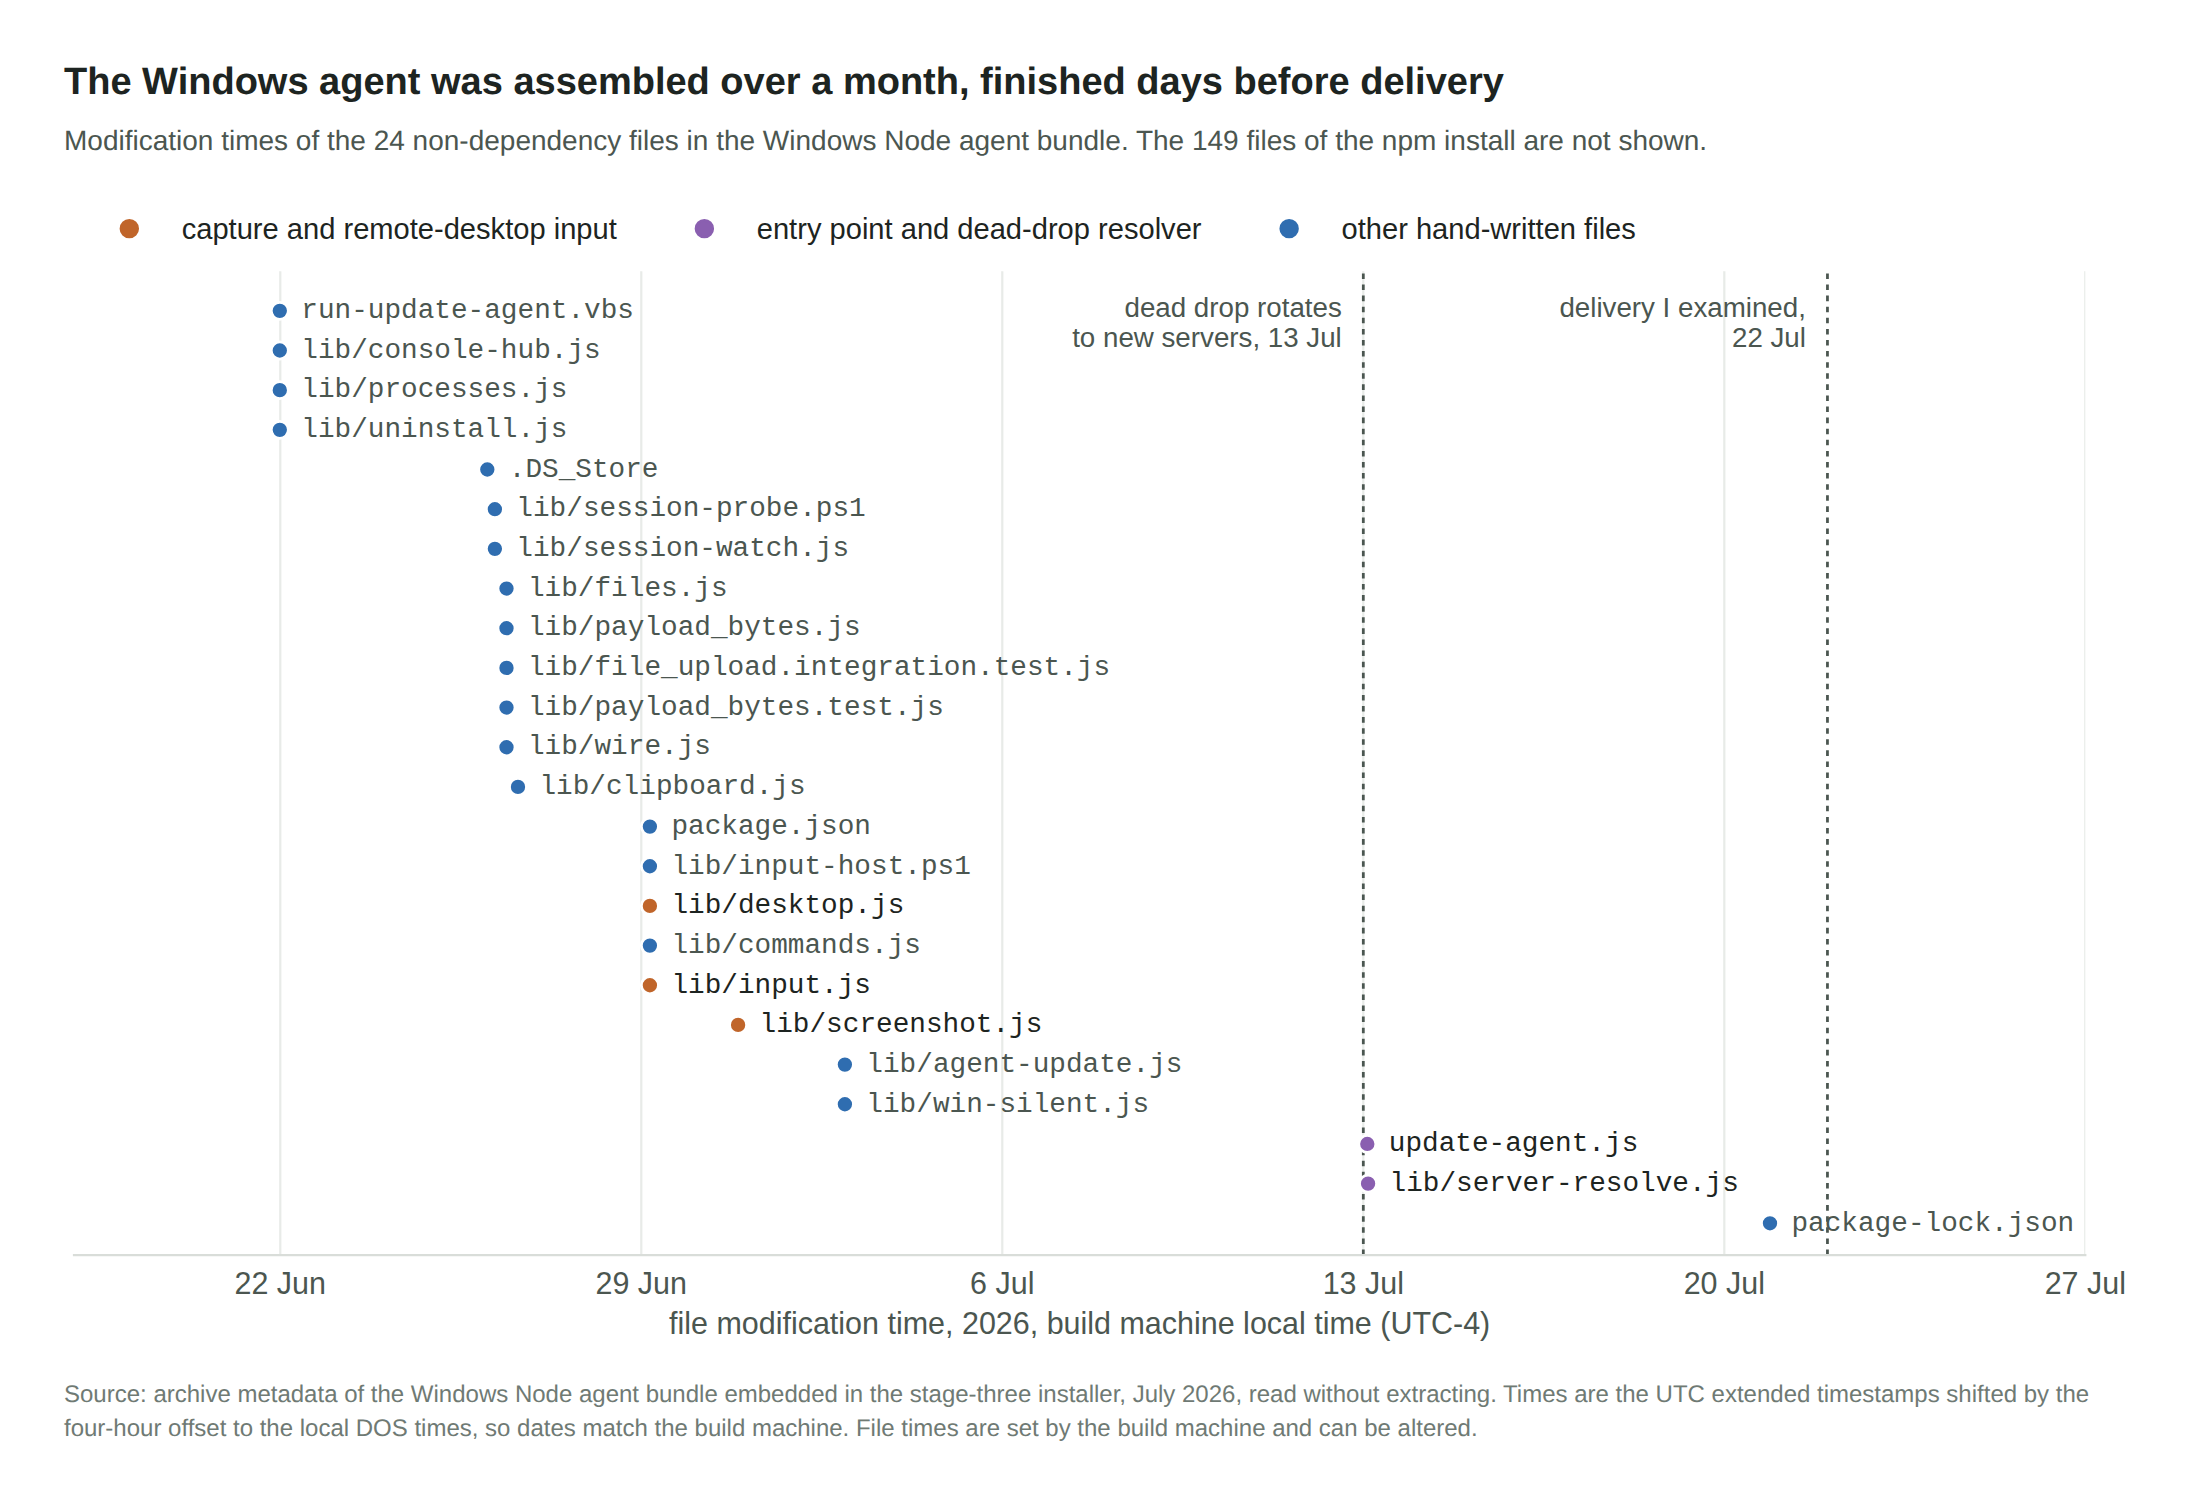 The Windows agent was assembled over a month, finished days before delivery
Modification times of the 24 non-dependency files in the Windows Node agent bundle. The 149 files of the npm install are not shown.
capture and remote-desktop input
entry point and dead-drop resolver
other hand-written files
dead drop rotates
to new servers, 13 Jul
delivery I examined,
22 Jul
run-update-agent.vbs
lib/console-hub.js
lib/processes.js
lib/uninstall.js
.DS_Store
lib/session-probe.ps1
lib/session-watch.js
lib/files.js
lib/payload_bytes.js
lib/file_upload.integration.test.js
lib/payload_bytes.test.js
lib/wire.js
lib/clipboard.js
package.json
lib/input-host.ps1
lib/desktop.js
lib/commands.js
lib/input.js
lib/screenshot.js
lib/agent-update.js
lib/win-silent.js
update-agent.js
lib/server-resolve.js
package-lock.json
22 Jun
29 Jun
6 Jul
13 Jul
20 Jul
27 Jul
file modification time, 2026, build machine local time (UTC-4)
Source: archive metadata of the Windows Node agent bundle embedded in the stage-three installer, July 2026, read without extracting. Times are the UTC extended timestamps shifted by the
four-hour offset to the local DOS times, so dates match the build machine. File times are set by the build machine and can be altered.